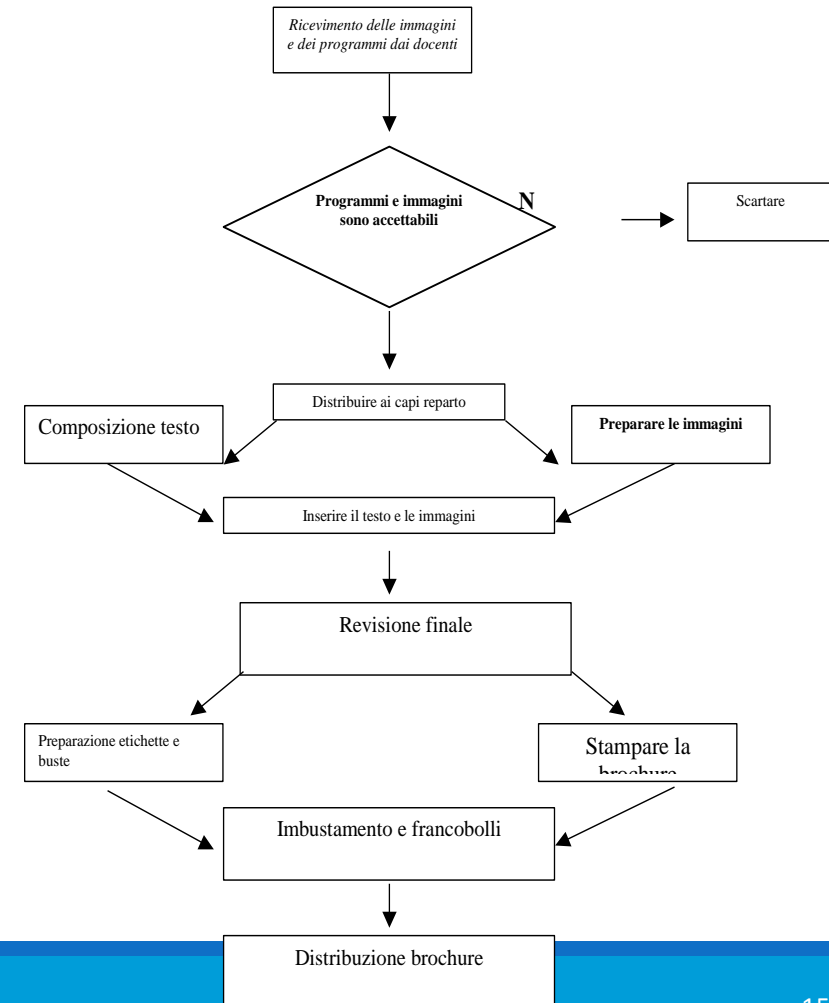 Ricevimento delle immagini
e dei programmi dai docenti
Programmi e immagini
sono accettabili
N
Scartare
Distribuire ai capi reparto
Composizione testo
Preparare le immagini
Inserire il testo e le immagini
Revisione finale
Preparazione etichette e
buste
Stampare la
brochure
Imbustamento e francobolli
Distribuzione brochure